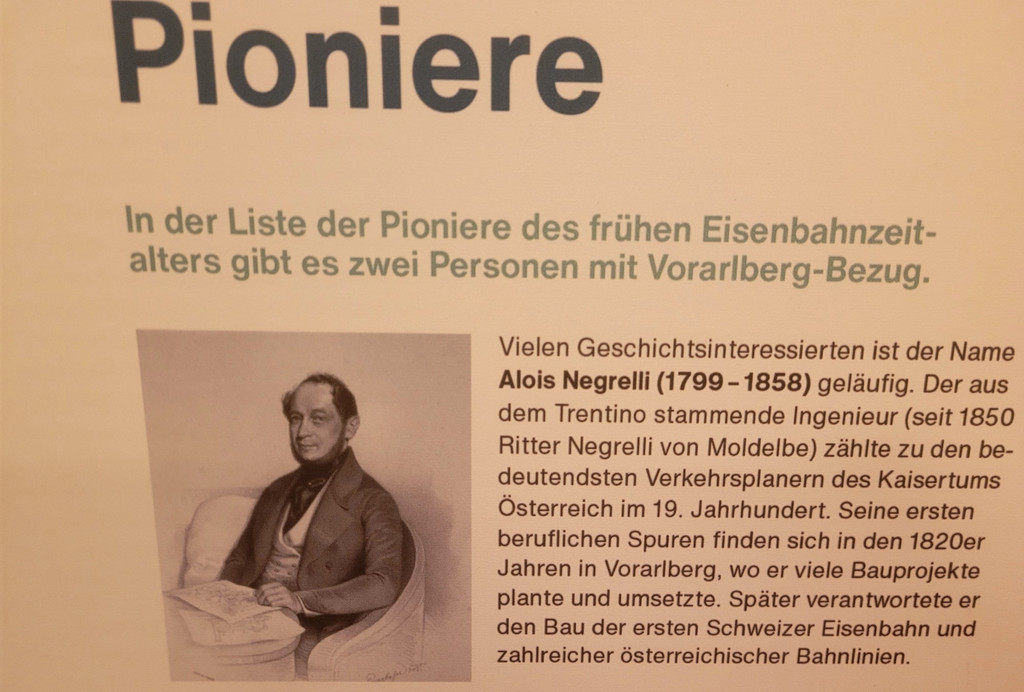 Pioniere
In der Liste der Pioniere des frühen Eisenbahnzeit-
alters gibt es zwei Personen mit Vorarlberg-Bezug.
Vielen Geschichtsinteressierten ist der Name
Alois Negrelli (1799–1858) geläufig. Der aus
dem Trentino stammende Ingenieur (seit 1850
Ritter Negrelli von Moldelbe) zählte zu den be-
deutendsten Verkehrsplanern des Kaisertums
Österreich im 19. Jahrhundert. Seine ersten
beruflichen Spuren finden sich in den 1820er
Jahren in Vorarlberg, wo er viele Bauprojekte
plante und umsetzte. Später verantwortete er
den Bau der ersten Schweizer Eisenbahn und
zahlreicher österreichischer Bahnlinien.